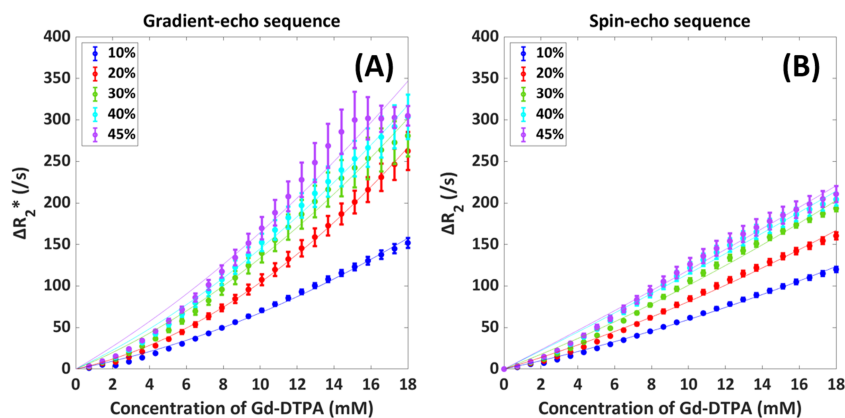 Gradient-echo sequence
400
350
300
250
200
150
100
50
0
ΔR2* (/s)
10%
20%
30%
40%
45%
(A)
0 2 4 6 8 10 12 14 16 18
Concentration of Gd-DTPA (mM)
Spin-echo sequence
400
350
300
250
200
150
100
50
0
ΔR2 (/s)
10%
20%
30%
40%
45%
(B)
0 2 4 6 8 10 12 14 16 18
Concentration of Gd-DTPA (mM)